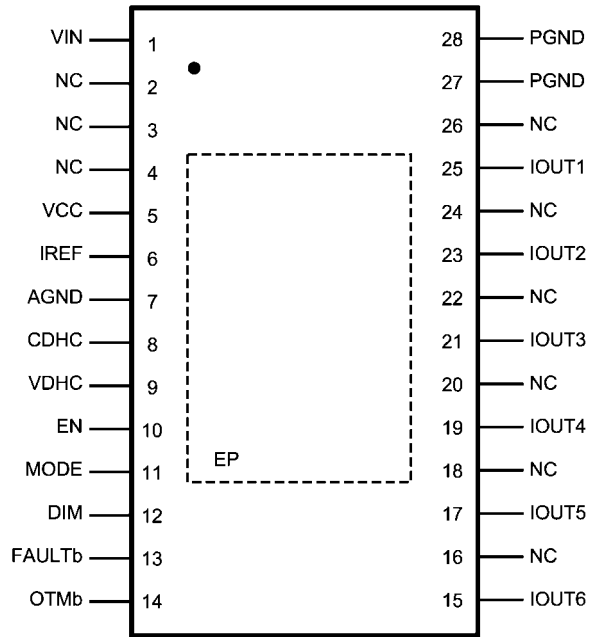 VIN 1 28 PGND
NC 2 27 PGND
NC 3 26 NC
NC 4 25 IOUT1
VCC 5 24 NC
IREF 6 23 IOUT2
AGND 7 22 NC
CDHC 8 21 IOUT3
VDHC 9 20 NC
EN 10 19 IOUT4
MODE 11 EP 18 NC
DIM 12 17 IOUT5
FAULTb 13 16 NC
OTMb 14 15 IOUT6